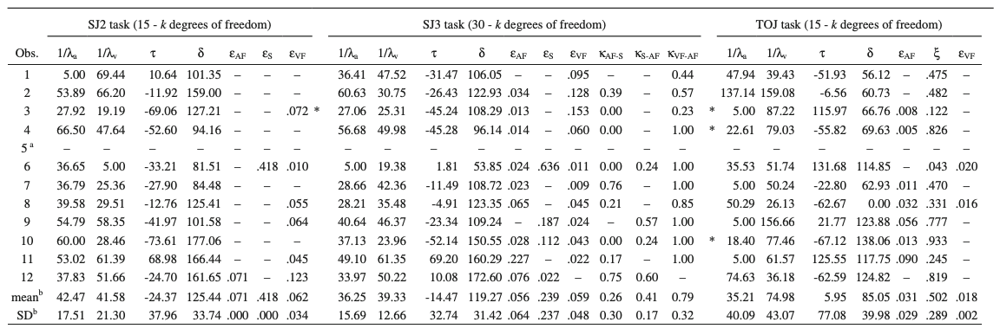 SJ2 task (15 - k degrees of freedom) SJ3 task (30 - k degrees of freedom) TOJ task (15 - k degrees of freedom)
Obs. 1/λa 1/λv τ δ εAF εS εVF 1/λa 1/λv τ δ εAF εS εVF κAF-S κS-AF κVF-AF 1/λa 1/λv τ δ εAF ξ εVF
1 5.00 69.44 10.64 101.35 – – – 36.41 47.52 -31.47 106.05 – – .095 – – 0.44 47.94 39.43 -51.93 56.12 – .475 –
2 53.89 66.20 -11.92 159.00 – – – 60.63 30.75 -26.43 122.93 .034 – .128 0.39 – 0.57 137.14 159.08 -6.56 60.73 – .482 –
3 27.92 19.19 -69.06 127.21 – – .072 * 27.06 25.31 -45.24 108.29 .013 – .153 0.00 – 0.23 * 5.00 87.22 115.97 66.76 .008 .122 –
4 66.50 47.64 -52.60 94.16 – – – 56.68 49.98 -45.28 96.14 .014 – .060 0.00 – 1.00 * 22.61 79.03 -55.82 69.63 .005 .826 –
5 a – – – – – – – – – – – – – – – – – – – – – – – –
6 36.65 5.00 -33.21 81.51 – .418 .010 5.00 19.38 1.81 53.85 .024 .636 .011 0.00 0.24 1.00 35.53 51.74 131.68 114.85 – .043 .020
7 36.79 25.36 -27.90 84.48 – – – 28.66 42.36 -11.49 108.72 .023 – .009 0.76 – 1.00 5.00 50.24 -22.80 62.93 .011 .470 –
8 39.58 29.51 -12.76 125.41 – – .055 28.21 35.48 -4.91 123.35 .065 – .045 0.21 – 0.85 50.29 26.13 -62.67 0.00 .032 .331 .016
9 54.79 58.35 -41.97 101.58 – – .064 40.64 46.37 -23.34 109.24 – .187 .024 – 0.57 1.00 5.00 156.66 21.77 123.88 .056 .777 –
10 60.00 28.46 -73.61 177.06 – – – 37.13 23.96 -52.14 150.55 .028 .112 .043 0.00 0.24 1.00 * 18.40 77.46 -67.12 138.06 .013 .933 –
11 53.02 61.39 68.98 166.44 – – .045 49.10 61.35 69.20 160.29 .227 – .022 0.17 – 1.00 5.00 61.57 125.55 117.75 .090 .245 –
12 37.83 51.66 -24.70 161.65 .071 – .123 33.97 50.22 10.08 172.60 .076 .022 – 0.75 0.60 – 74.63 36.18 -62.59 124.82 – .819 –
meanb 42.47 41.58 -24.37 125.44 .071 .418 .062 36.25 39.33 -14.47 119.27 .056 .239 .059 0.26 0.41 0.79 35.21 74.98 5.95 85.05 .031 .502 .018
SDb 17.51 21.30 37.96 33.74 .000 .000 .034 15.69 12.66 32.74 31.42 .064 .237 .048 0.30 0.17 0.32 40.09 43.07 77.08 39.98 .029 .289 .002